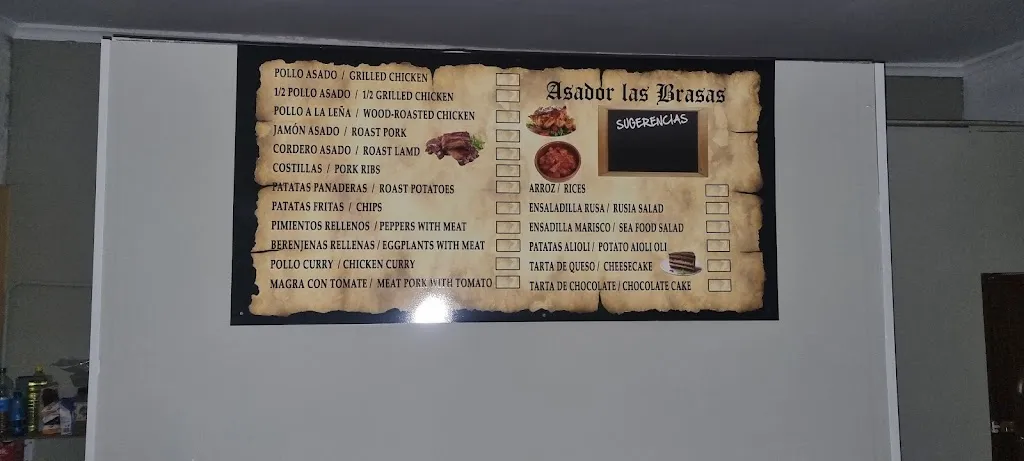 POLLO ASADO / GRILLED CHICKEN
1/2 POLLO ASADO / 1/2 GRILLED CHICKEN
POLLO A LA LEÑA / WOOD-ROASTED CHICKEN
JAMÓN ASADO / ROAST PORK
CORDERO ASADO / ROAST LAMD
COSTILLAS / PORK RIBS
PATATAS PANADERAS / ROAST POTATOES
PATATAS FRITAS / CHIPS
PIMIENTOS RELLENOS / PEPPERS WITH MEAT
BERENJENAS RELLENAS / EGGPLANTS WITH MEAT
POLLO CURRY / CHICKEN CURRY
MAGRA CON TOMATE / MEAT PORK WITH TOMATO
Asador las Brasas
SUGERENCIAS
ARROZ / RICES
ENSALADILLA RUSA / RUSIA SALAD
ENSADILLA MARISCO / SEA FOOD SALAD
PATATAS ALIOLI / POTATO AIOLI OLI
TARTA DE QUESO / CHEESECAKE
TARTA DE CHOCOLATE / CHOCOLATE CAKE